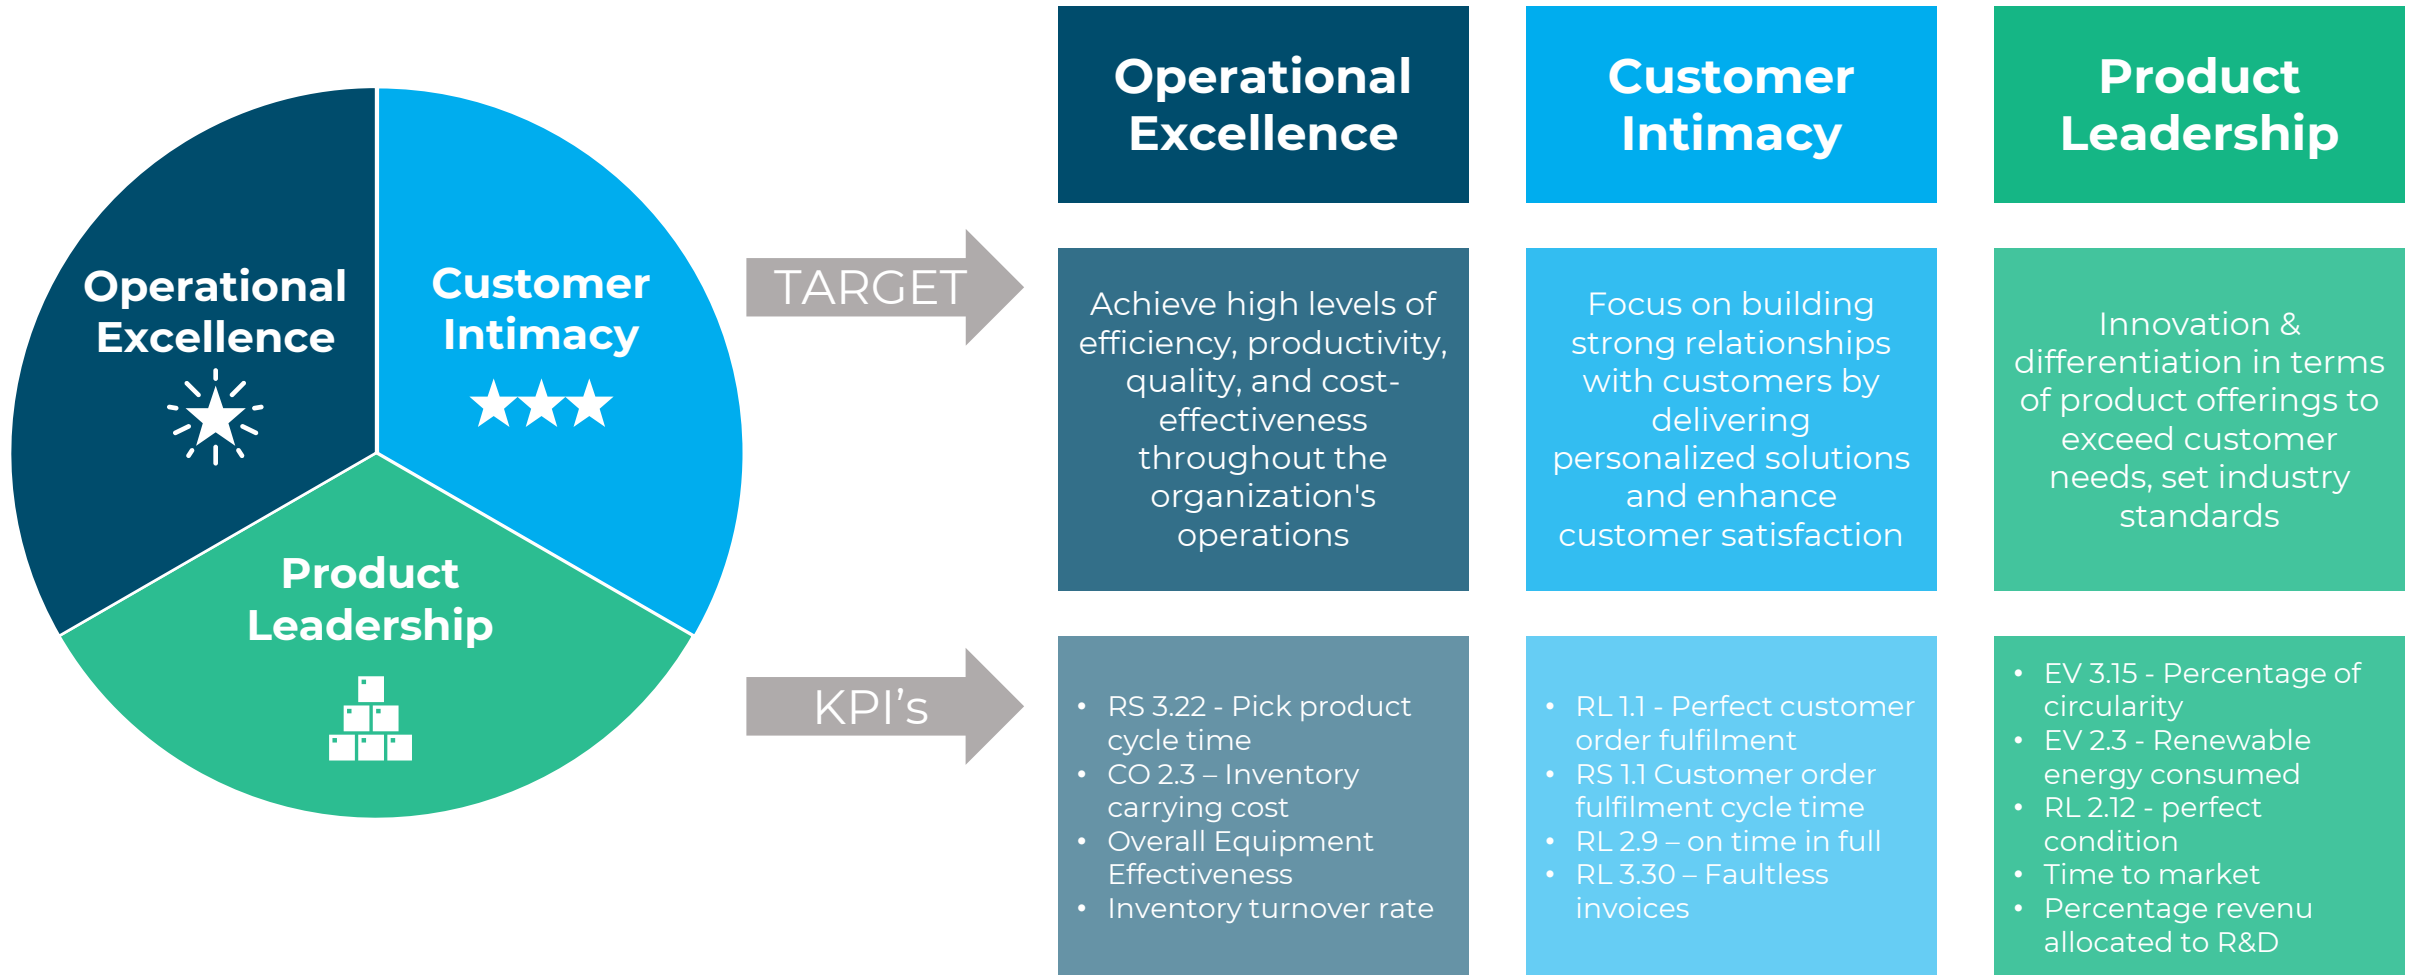 Operational
Excellence
Customer
Intimacy
Product
Leadership
TARGET
KPI's
Operational
Excellence
Customer
Intimacy
Product
Leadership
Achieve high levels of
efficiency, productivity,
quality, and cost-
effectiveness
throughout the
organization's
operations
Focus on building
strong relationships
with customers by
delivering
personalized solutions
and enhance
customer satisfaction
Innovation &
differentiation in terms
of product offerings to
exceed customer
needs, set industry
standards
• RS 3.22 - Pick product
cycle time
• CO 2.3 – Inventory
carrying cost
• Overall Equipment
Effectiveness
• Inventory turnover rate
• RL 1.1 - Perfect customer
order fulfilment
• RS 1.1 Customer order
fulfilment cycle time
• RL 2.9 – on time in full
• RL 3.30 – Faultless
invoices
• EV 3.15 - Percentage of
circularity
• EV 2.3 - Renewable
energy consumed
• RL 2.12 - perfect
condition
• Time to market
• Percentage revenu
allocated to R&D